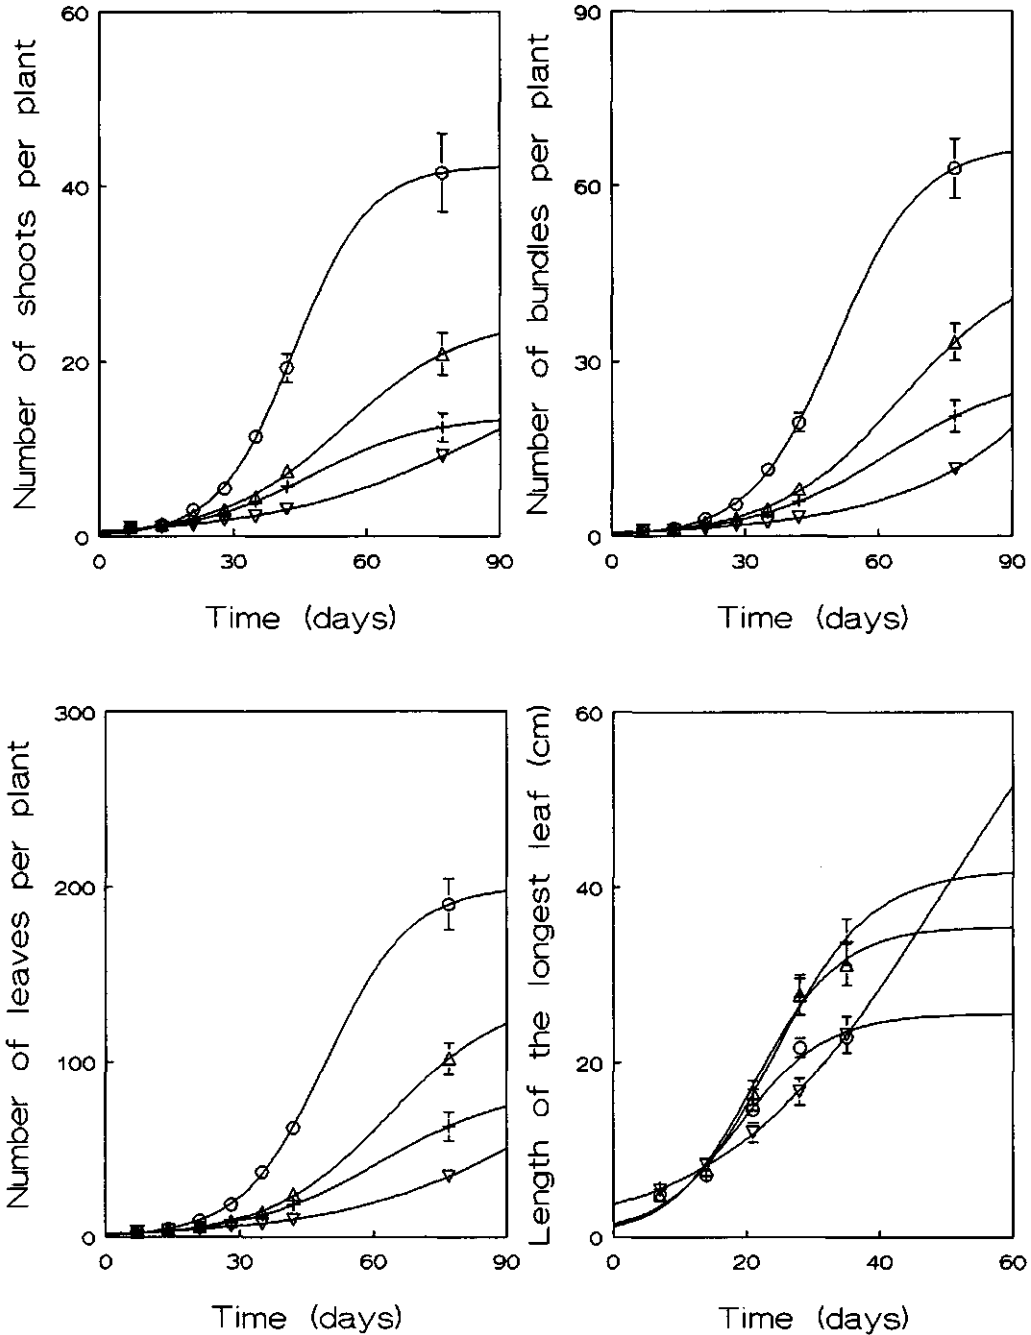 Number of shoots per plant
60
40
20
0
0 30 60 90
Time (days)
Number of bundles per plant
90
60
30
0
0 30 60 90
Time (days)
Number of leaves per plant
300
200
100
0
0 30 60 90
Time (days)
Length of the longest leaf (cm)
60
40
20
0
0 20 40 60
Time (days)